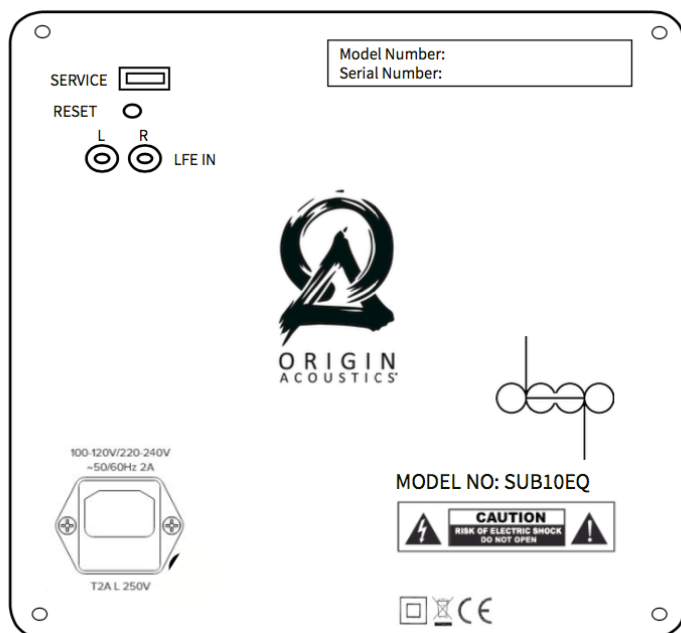 Model Number:
Serial Number:
SERVICE
RESET
L R
LFE IN
ORIGIN
ACOUSTICS®
deep
100-120V/220-240V
~50/60Hz 2A
T2A L 250V
MODEL NO: SUB10EQ
CAUTION
RISK OF ELECTRIC SHOCK
DO NOT OPEN
CE